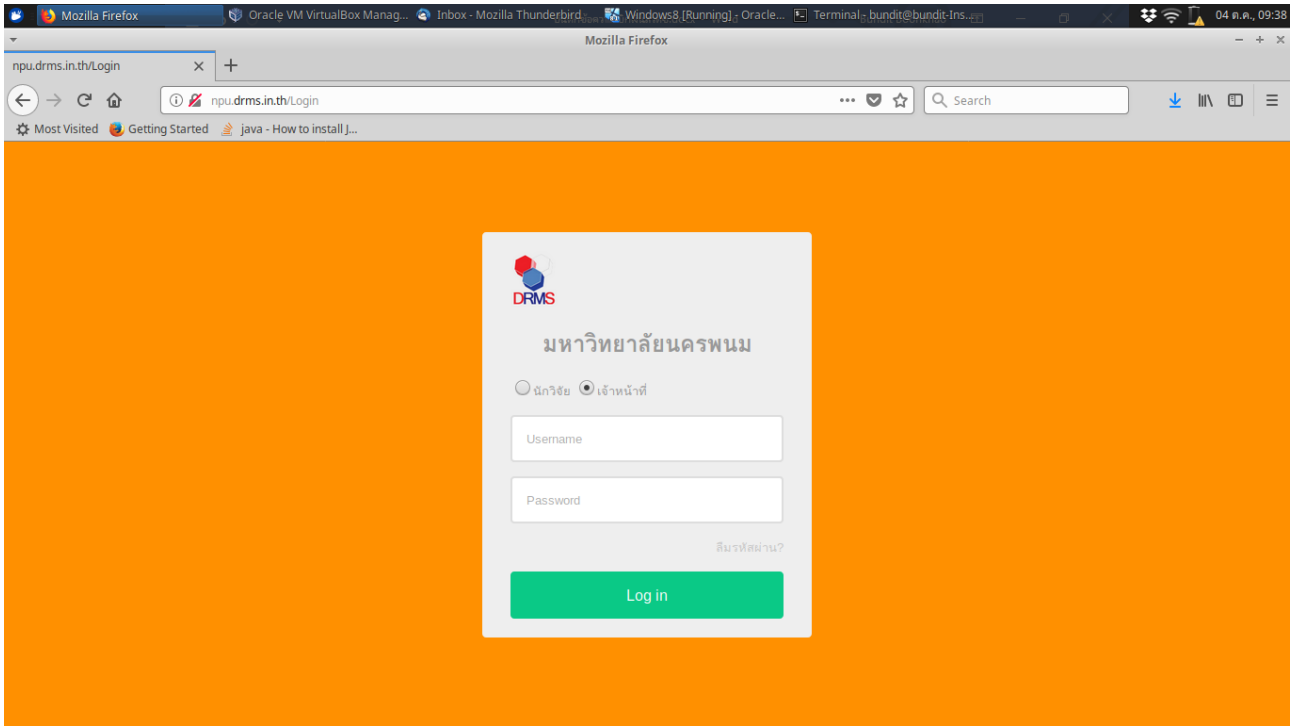 Mozilla Firefox Oracle VM VirtualBox Manag... Inbox - Mozilla Thunderbird Windows8 [Running] - Oracle... Terminal - bundit@bundit-Ins... 04 ต.ค., 09:38
Mozilla Firefox
npu.drms.in.th/Login
npu.drms.in.th/Login Search
Most Visited Getting Started java - How to install J...
DRMS
มหาวิทยาลัยนครพนม
นักวิจัย เจ้าหน้าที่
Username
Password
ลืมรหัสผ่าน?
Log in